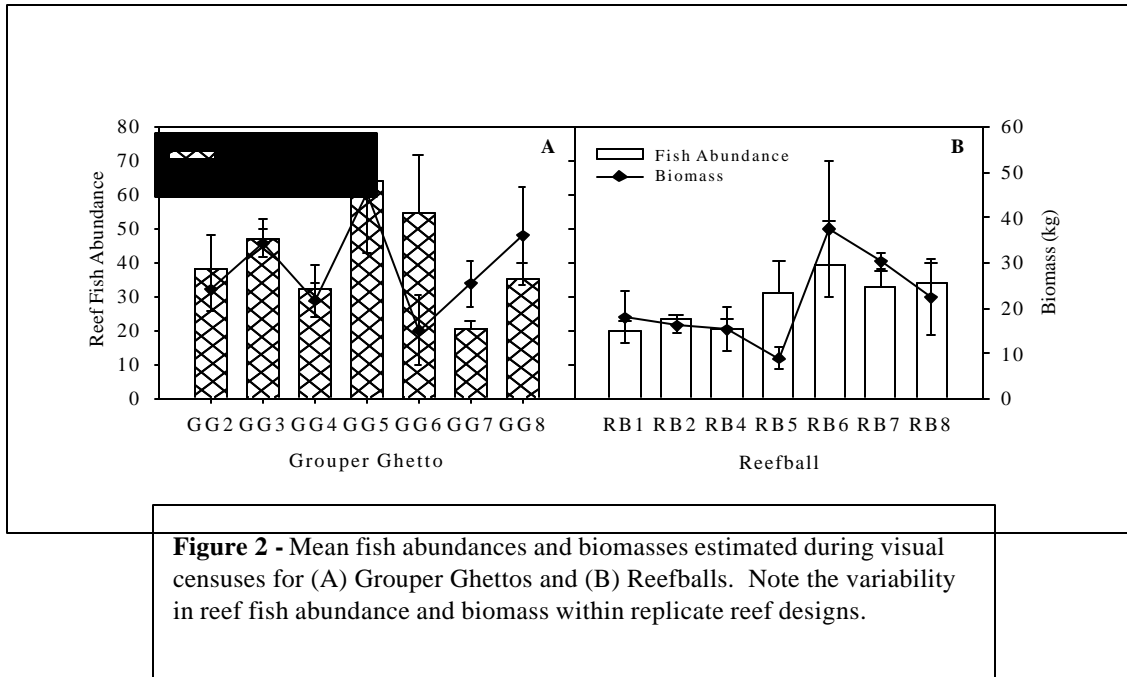 80
70
60
50
40
30
20
10
0
Reef Fish Abundance
A
GG2 GG3 GG4 GG5 GG6 GG7 GG8
Grouper Ghetto
Fish Abundance
Biomass
B
RB1 RB2 RB4 RB5 RB6 RB7 RB8
Reefball
60
50
40
30
20
10
0
Biomass (kg)
Figure 2 - Mean fish abundances and biomasses estimated during visual
censuses for (A) Grouper Ghettos and (B) Reefballs. Note the variability
in reef fish abundance and biomass within replicate reef designs.